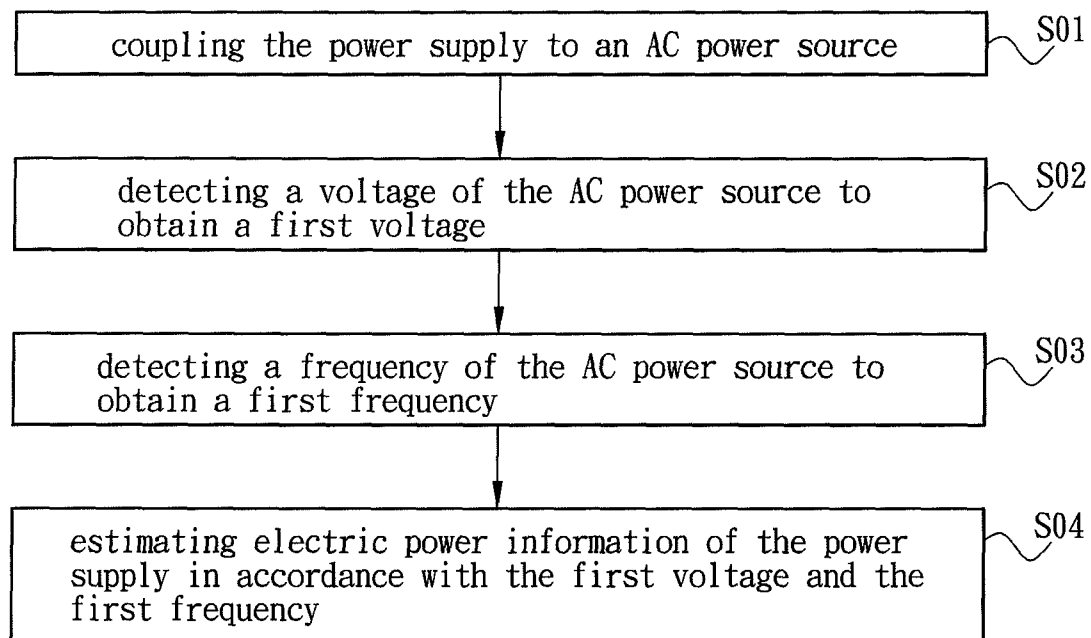 coupling the power supply to an AC power source
S01
detecting a voltage of the AC power source to
obtain a first voltage
S02
detecting a frequency of the AC power source to
obtain a first frequency
S03
estimating electric power information of the power
supply in accordance with the first voltage and the
first frequency
S04